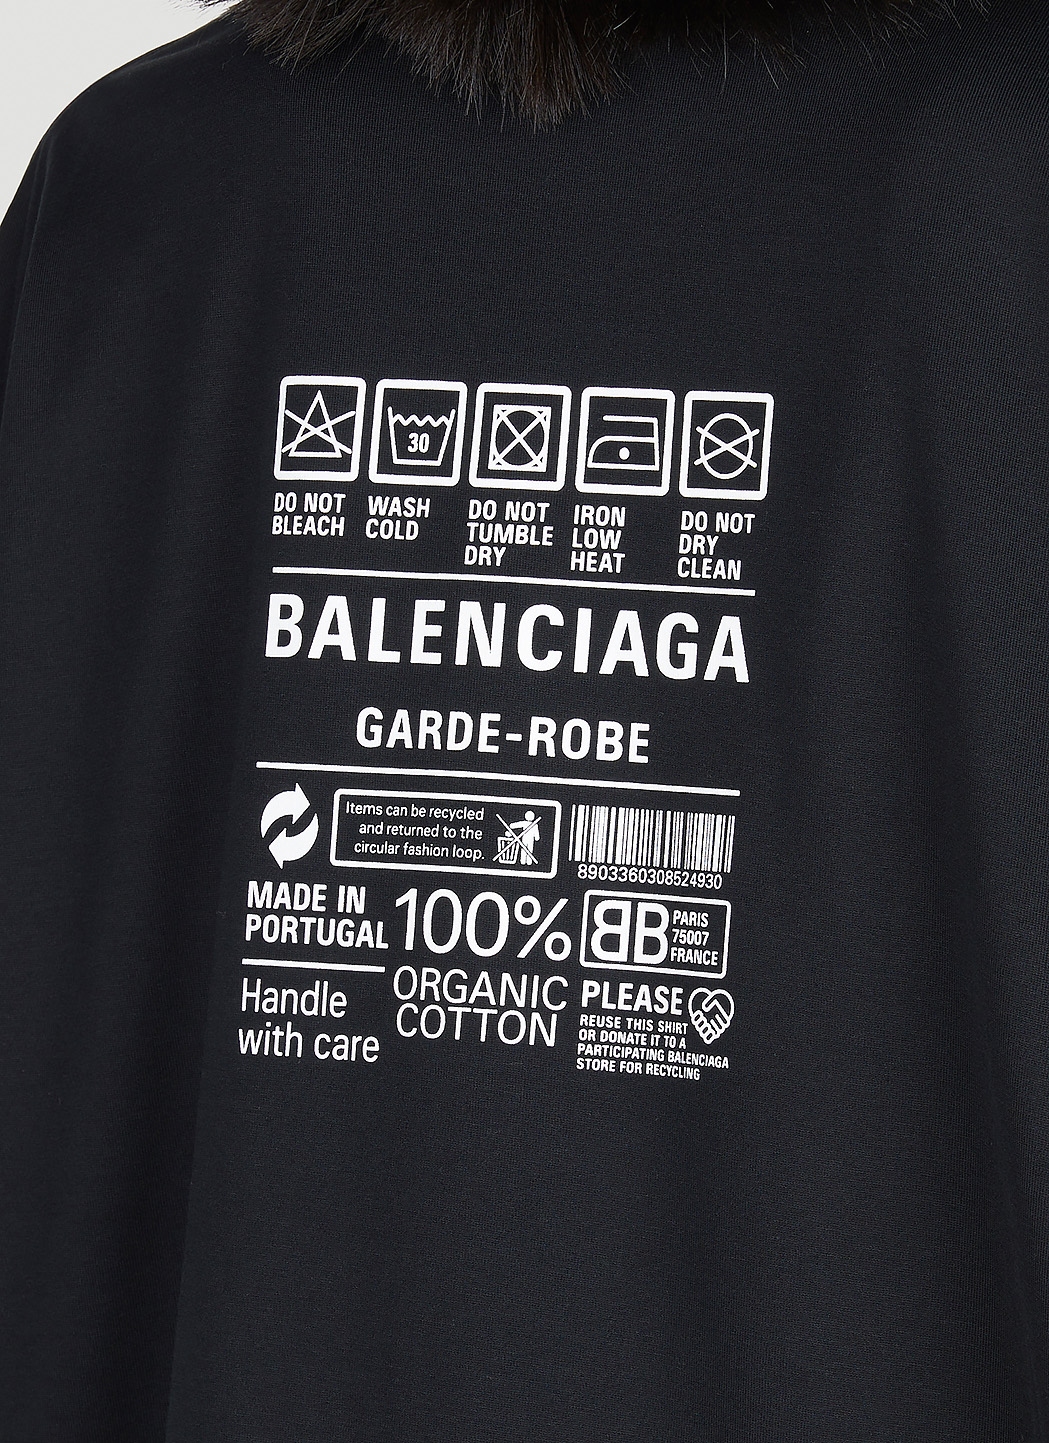 30
DO NOT
BLEACH
WASH
COLD
DO NOT
TUMBLE
DRY
IRON
LOW
HEAT
DO NOT
DRY
CLEAN
BALENCIAGA
GARDE-ROBE
Items can be recycled
and returned to the
circular fashion loop.
8903360308524930
MADE IN
PORTUGAL
Handle
with care
100%
ORGANIC
COTTON
BB
PARIS
75007
FRANCE
PLEASE
REUSE THIS SHIRT
OR DONATE IT TO A
PARTICIPATING BALENCIAGA
STORE FOR RECYCLING